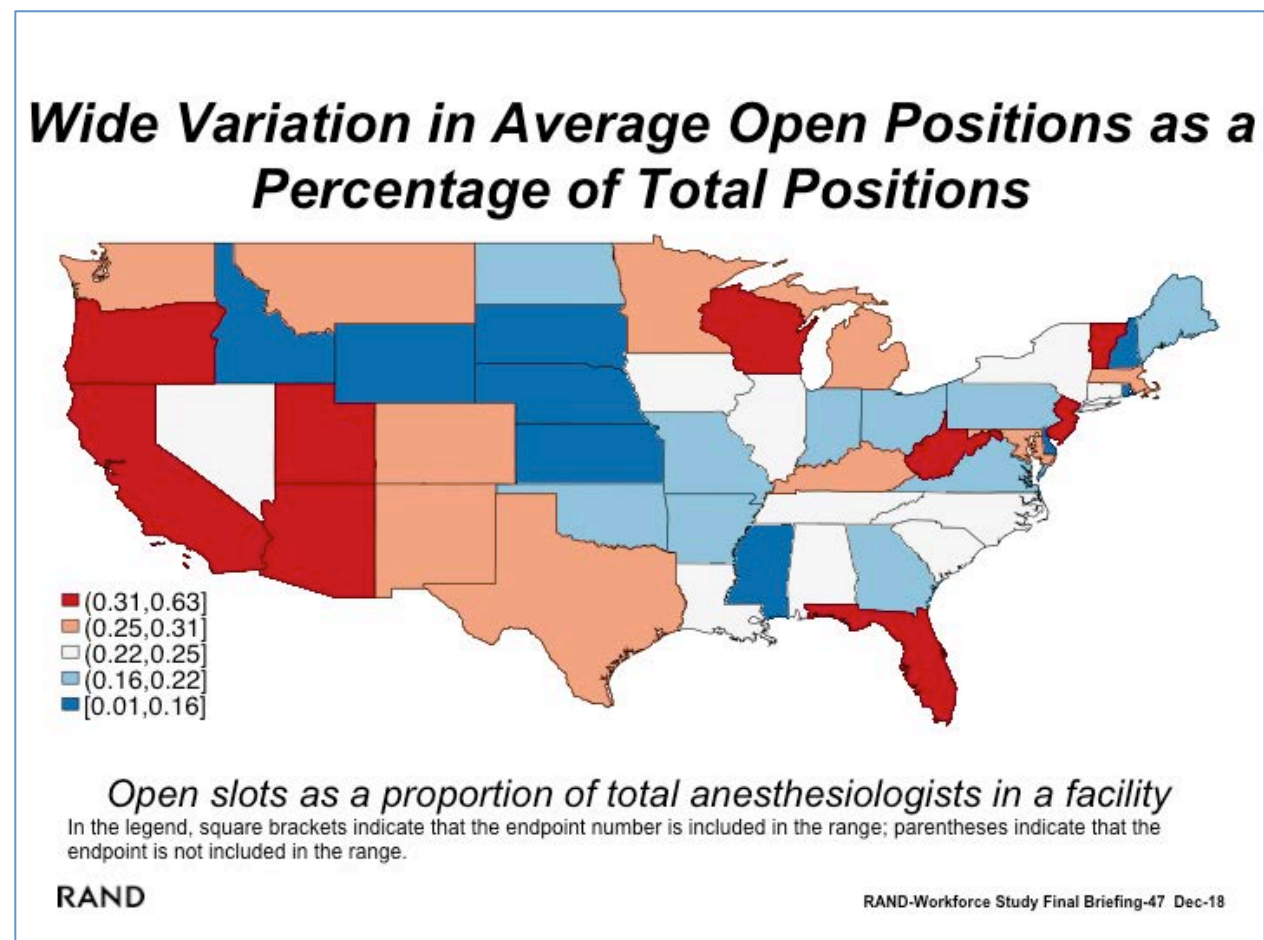 Wide Variation in Average Open Positions as a
Percentage of Total Positions
(0.31,0.63]
(0.25,0.31]
(0.22,0.25]
(0.16,0.22]
[0.01,0.16]
Open slots as a proportion of total anesthesiologists in a facility
In the legend, square brackets indicate that the endpoint number is included in the range; parentheses indicate that the
endpoint is not included in the range.
RAND
RAND-Workforce Study Final Briefing-47 Dec-18